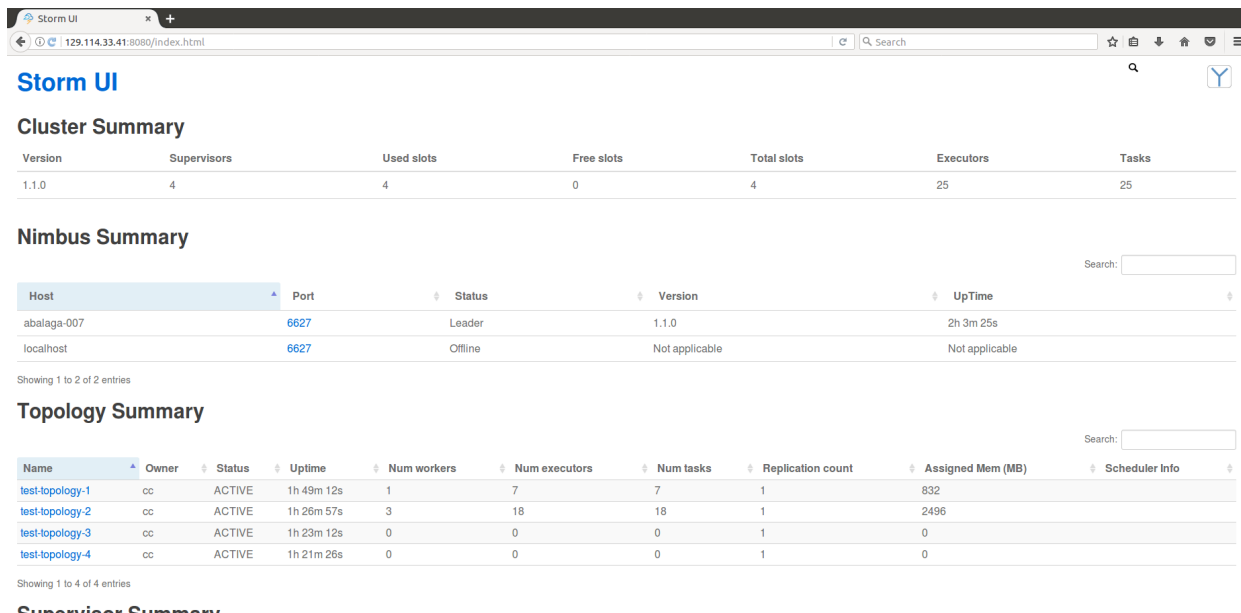 Storm UI
129.114.33.41:8080/index.html Search
Storm UI
Cluster Summary
Version Supervisors Used slots Free slots Total slots Executors Tasks
1.1.0 4 4 0 4 25 25
Nimbus Summary
Search:
Host Port Status Version UpTime
abalaga-007 6627 Leader 1.1.0 2h 3m 25s
localhost 6627 Offline Not applicable Not applicable
Showing 1 to 2 of 2 entries
Topology Summary
Search:
Name Owner Status Uptime Num workers Num executors Num tasks Replication count Assigned Mem (MB) Scheduler Info
test-topology-1 cc ACTIVE 1h 49m 12s 1 7 7 1 832
test-topology-2 cc ACTIVE 1h 26m 57s 3 18 18 1 2496
test-topology-3 cc ACTIVE 1h 23m 12s 0 0 0 1 0
test-topology-4 cc ACTIVE 1h 21m 26s 0 0 0 1 0
Showing 1 to 4 of 4 entries
Supervisor Summary